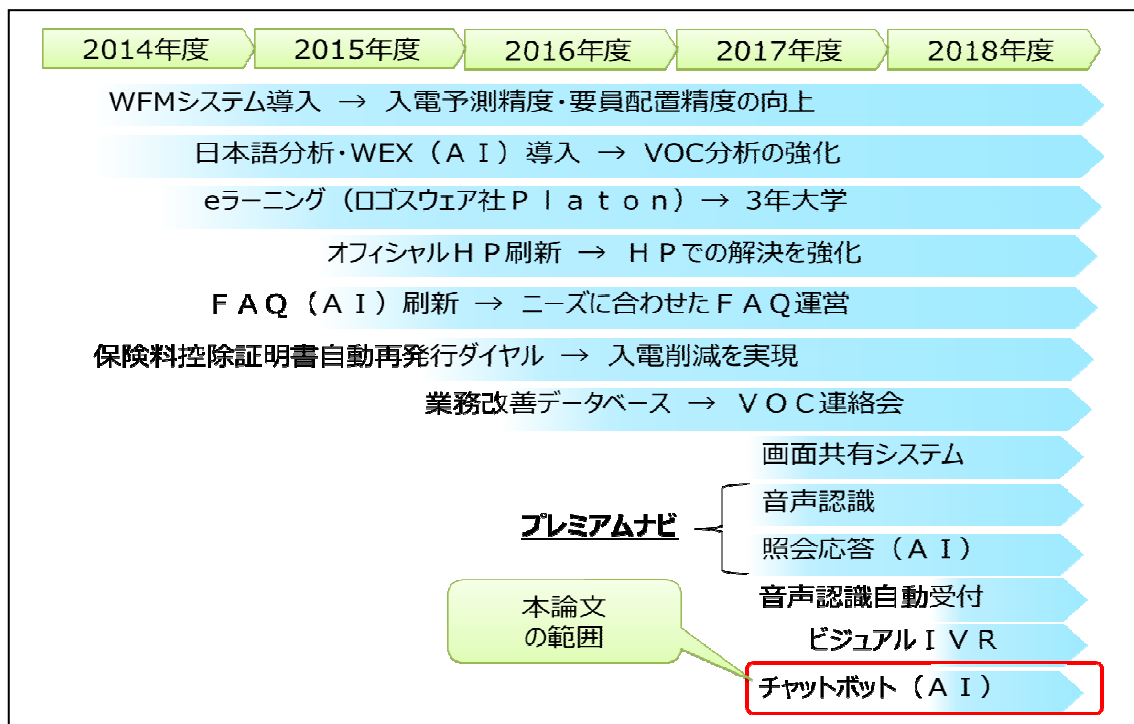 2014年度 2015年度 2016年度 2017年度 2018年度
WFMシステム導入 → 入電予測精度・要員配置精度の向上
日本語分析・WEX（ＡＩ）導入 → VOC分析の強化
eラーニング（ロゴスウェア社Ｐｌａｔｏｎ）→ 3年大学
オフィシャルＨＰ刷新 → ＨＰでの解決を強化
ＦＡＱ（ＡＩ）刷新 → ニーズに合わせたＦＡＱ運営
保険料控除証明書自動再発行ダイヤル → 入電削減を実現
業務改善データベース → ＶＯＣ連絡会
画面共有システム
プレミアムナビ
音声認識
照会応答（ＡＩ）
音声認識自動受付
ビジュアルＩＶＲ
本論文
の範囲
チャットボット（ＡＩ）